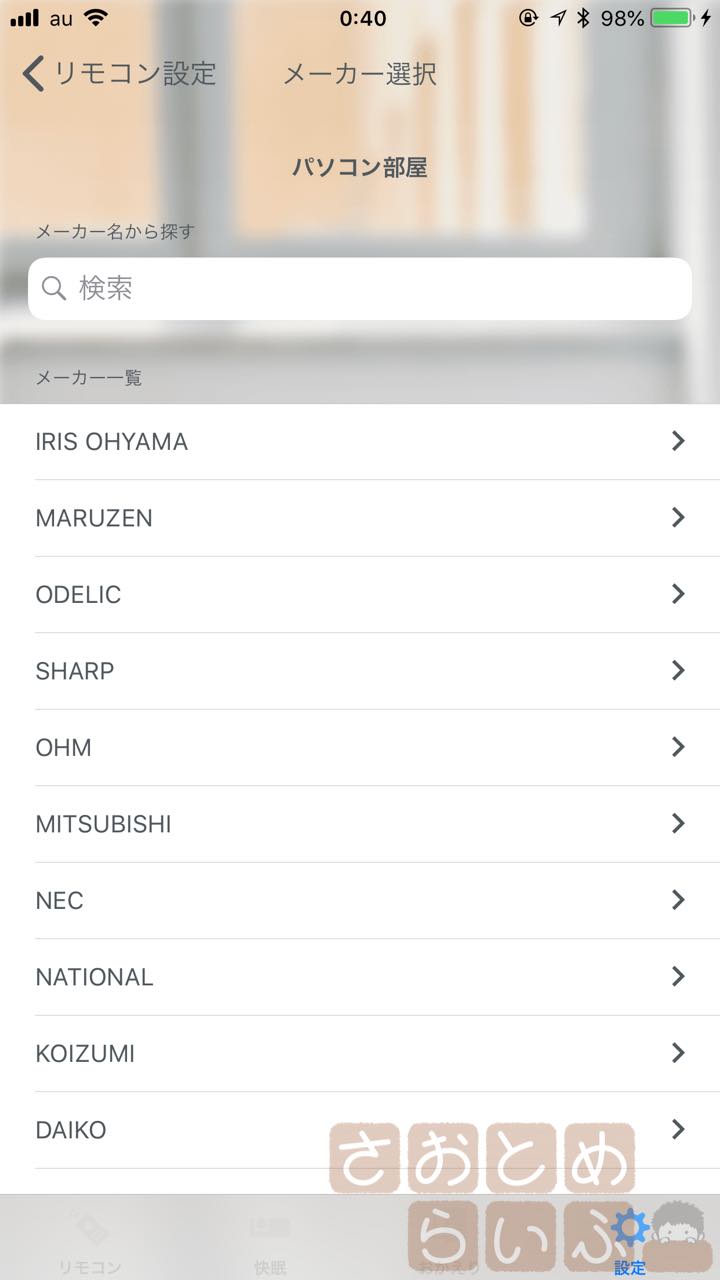 au 0:40 98%
リモコン設定 メーカー選択
パソコン部屋
メーカー名から探す
検索
メーカー一覧
IRIS OHYAMA
MARUZEN
ODELIC
SHARP
OHM
MITSUBISHI
NEC
NATIONAL
KOIZUMI
DAIKO
さおとめ
らいふ
リモコン 快眠 おかえり 設定